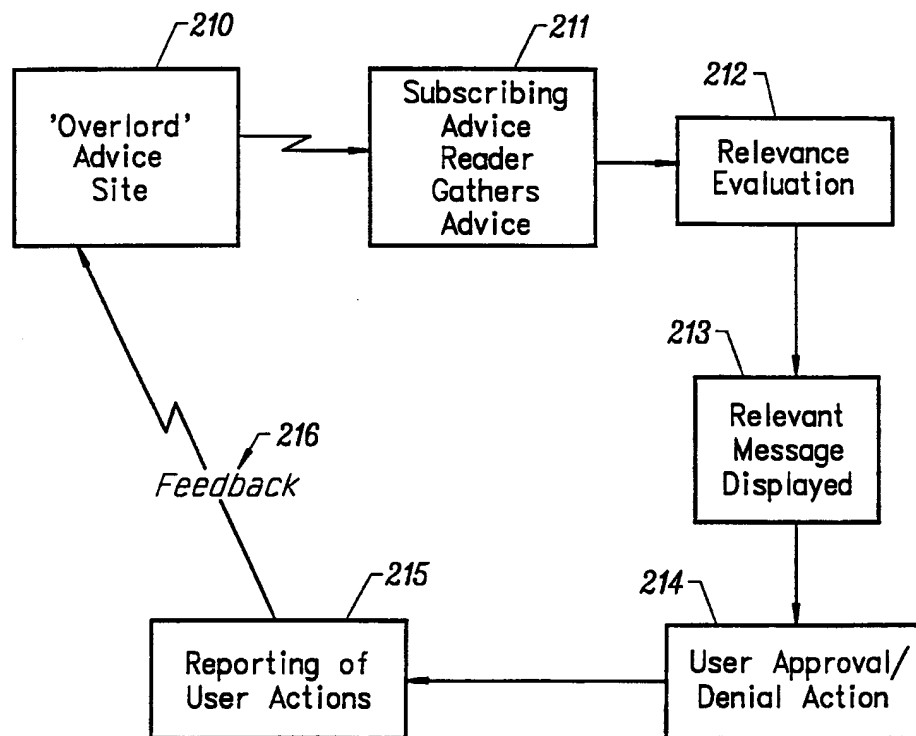 210
'Overlord'
Advice
Site
211
Subscribing
Advice
Reader
Gathers
Advice
212
Relevance
Evaluation
213
Relevant
Message
Displayed
214
User Approval/
Denial Action
215
Reporting of
User Actions
216
Feedback